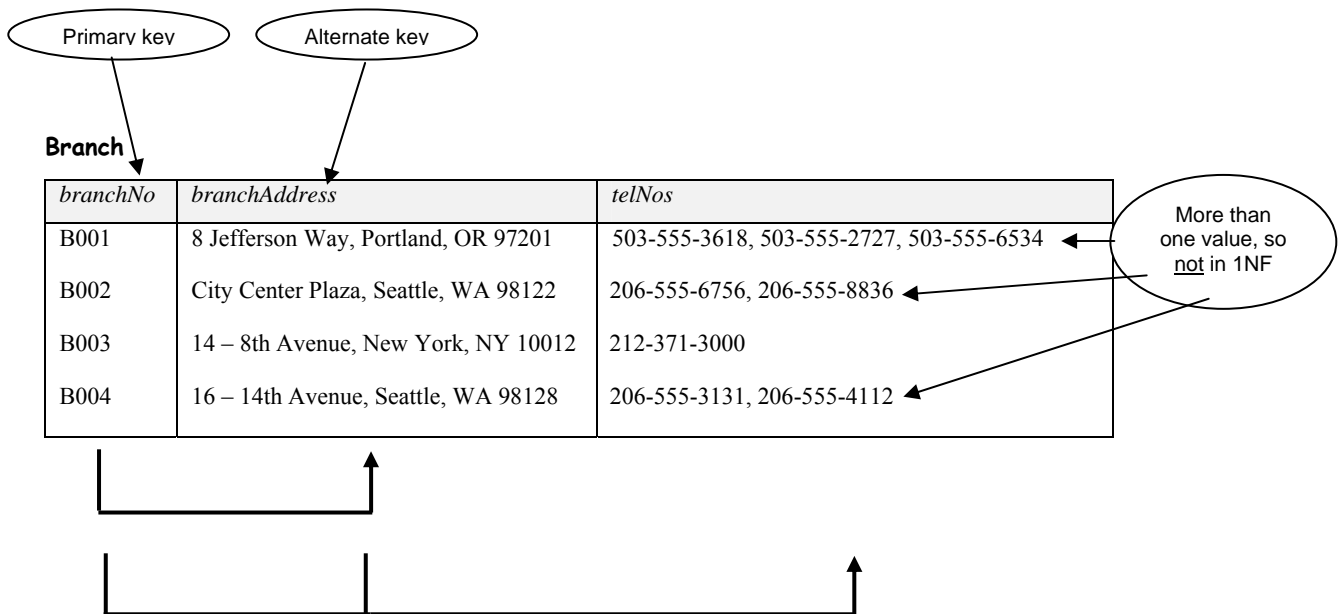 Primary key
Alternate key
Branch
branchNo branchAddress telNos
B001 8 Jefferson Way, Portland, OR 97201 503-555-3618, 503-555-2727, 503-555-6534
B002 City Center Plaza, Seattle, WA 98122 206-555-6756, 206-555-8836
B003 14 – 8th Avenue, New York, NY 10012 212-371-3000
B004 16 – 14th Avenue, Seattle, WA 98128 206-555-3131, 206-555-4112
More than
one value, so
not in 1NF